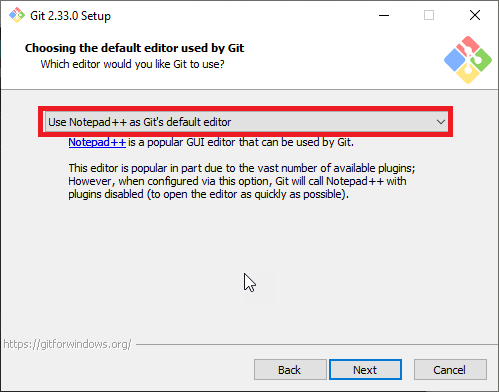 Git 2.33.0 Setup
Choosing the default editor used by Git
Which editor would you like Git to use?
Use Notepad++ as Git's default editor
Notepad++ is a popular GUI editor that can be used by Git.
This editor is popular in part due to the vast number of available plugins;
However, when configured via this option, Git will call Notepad++ with
plugins disabled (to open the editor as quickly as possible).
https://gitforwindows.org/
Back
Next
Cancel